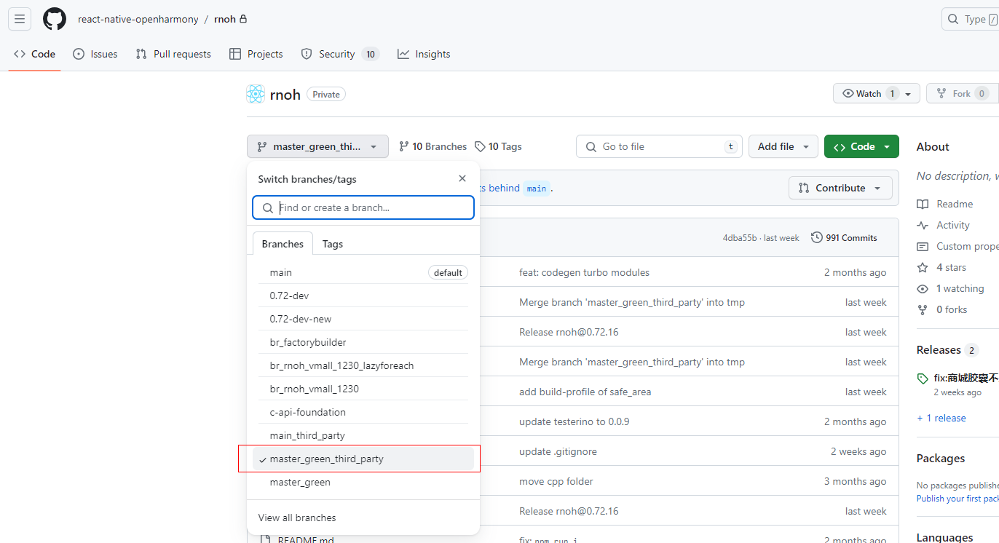 react-native-openharmony / rnoh
Type /
Code Issues Pull requests Projects Security 10 Insights
rnoh Private
Watch 1 Fork 0
master_green_thi... 10 Branches 10 Tags Go to file t Add file Code
About
Switch branches/tags
No description,
behind main .
Contribute
Find or create a branch...
Readme
Activity
Branches Tags
4dba55b · last week 991 Commits
Custom prope
4 stars
main default
feat: codegen turbo modules 2 months ago
1 watching
0.72-dev
Merge branch 'master_green_third_party' into tmp last week
0 forks
0.72-dev-new
br_factorybuilder
Release rnoh@0.72.16 last week
Releases 2
br_rnoh_vmall_1230_lazyforeach
Merge branch 'master_green_third_party' into tmp last week
fix:商城胶囊不
br_rnoh_vmall_1230
add build-profile of safe_area last week
2 weeks ago
c-api-foundation
update testerino to 0.0.9 2 months ago
+ 1 release
main_third_party
update .gitignore 2 weeks ago
master_green_third_party
Packages
master_green
move cpp folder 3 months ago
No packages publishe
Publish your first pac
Release rnoh@0.72.16 last week
View all branches
Languages
README.md fix: npm run i 2 months ago